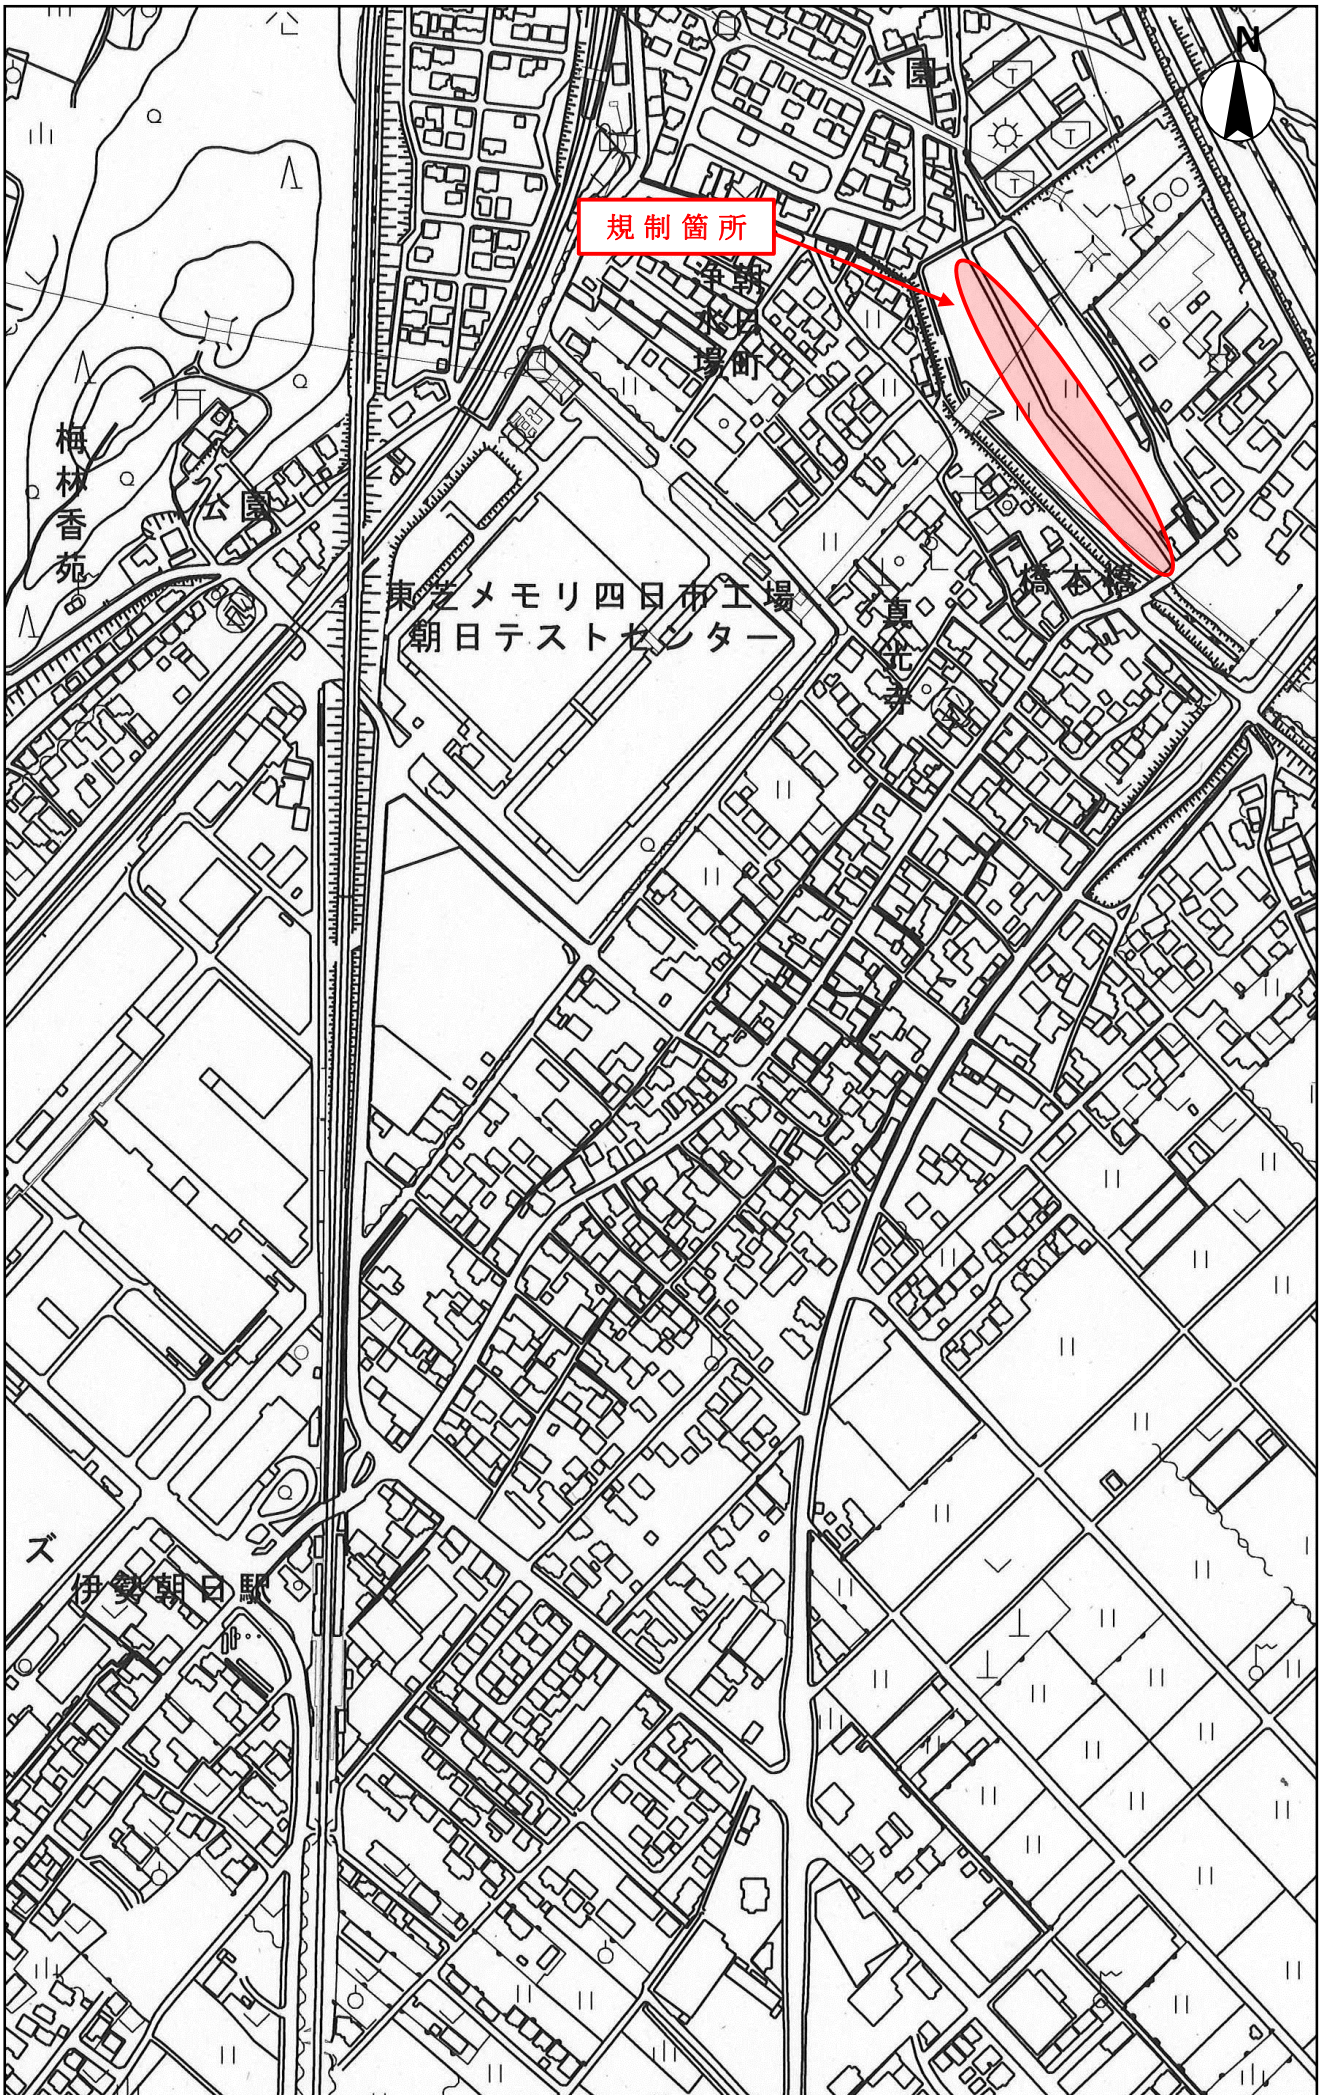 N
公園
規制箇所
朝日町
浄水場
梅林香苑
公園
東芝メモリ四日市工場
朝日テストセンター
橋本橋
真光寺
ズ
伊勢朝日駅
T
T
T